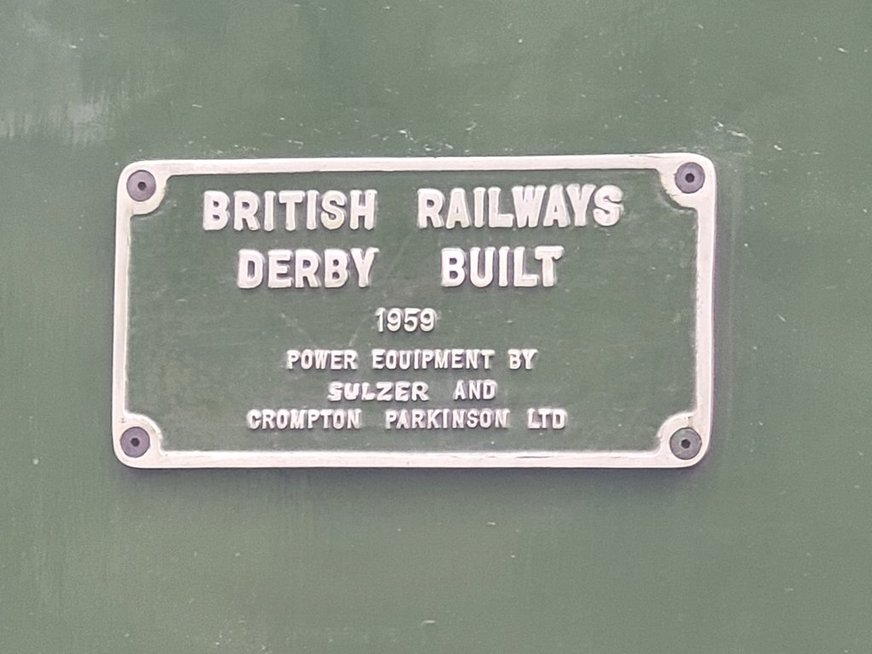 BRITISH RAILWAYS
DERBY BUILT
1959
POWER EQUIPMENT BY
SULZER AND
CROMPTON PARKINSON LTD